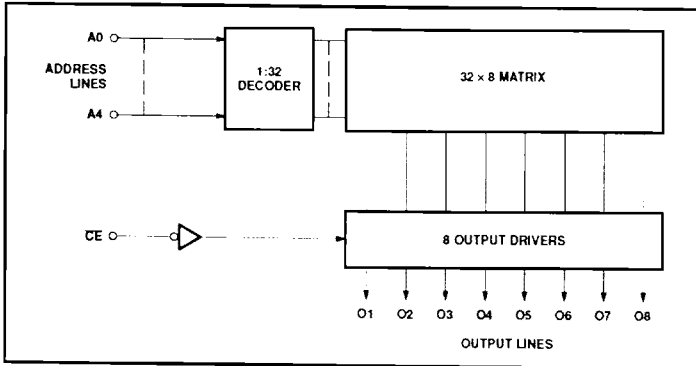 A0
ADDRESS
LINES
A4
1:32
DECODER
32 × 8 MATRIX
C̅E̅
8 OUTPUT DRIVERS
O1 O2 O3 O4 O5 O6 O7 O8
OUTPUT LINES